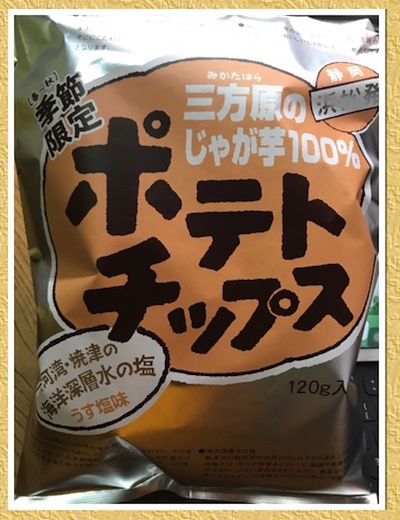 [春~秋]
季節
限定
みかたはら
三方原の
じゃが芋100%
静岡
浜松発
ポテト
チップス
河湾・焼津の
海洋深層水の塩
うす塩味
120g入